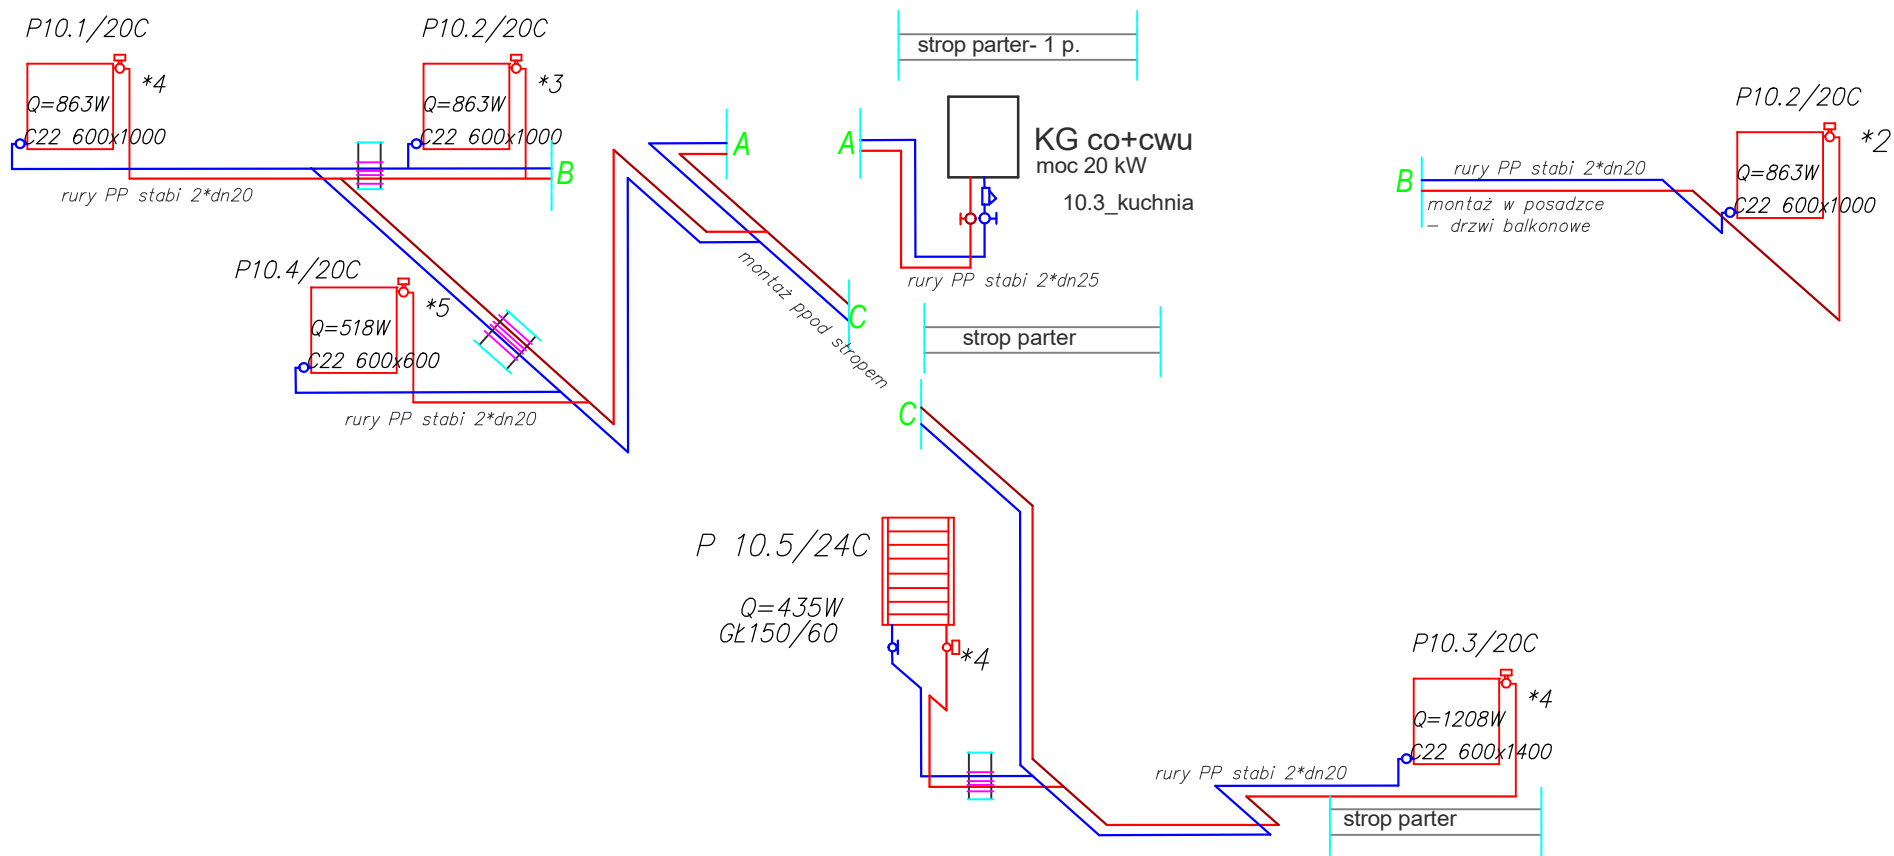 P10.1/20C
*4
Q=863W
C22 600x1000
rury PP stabi 2*dn20
P10.2/20C
*3
Q=863W
C22 600x1000
B
A
strop parter- 1 p.
A
KG co+cwu
moc 20 kW
10.3_kuchnia
rury PP stabi 2*dn25
P10.2/20C
*2
rury PP stabi 2*dn20
Q=863W
B
C22 600x1000
montaż w posadzce
- drzwi balkonowe
P10.4/20C
*5
Q=518W
C22 600x600
rury PP stabi 2*dn20
montaż ppod stropem
C
strop parter
C
P 10.5/24C
Q=435W
GŁ150/60
*4
P10.3/20C
*4
Q=1208W
C22 600x1400
rury PP stabi 2*dn20
strop parter